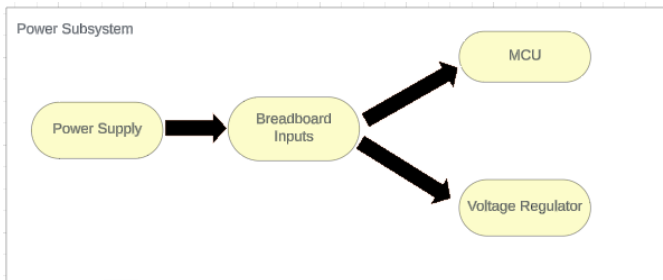 Power Subsystem
MCU
Power Supply
Breadboard
Inputs
Voltage Regulator